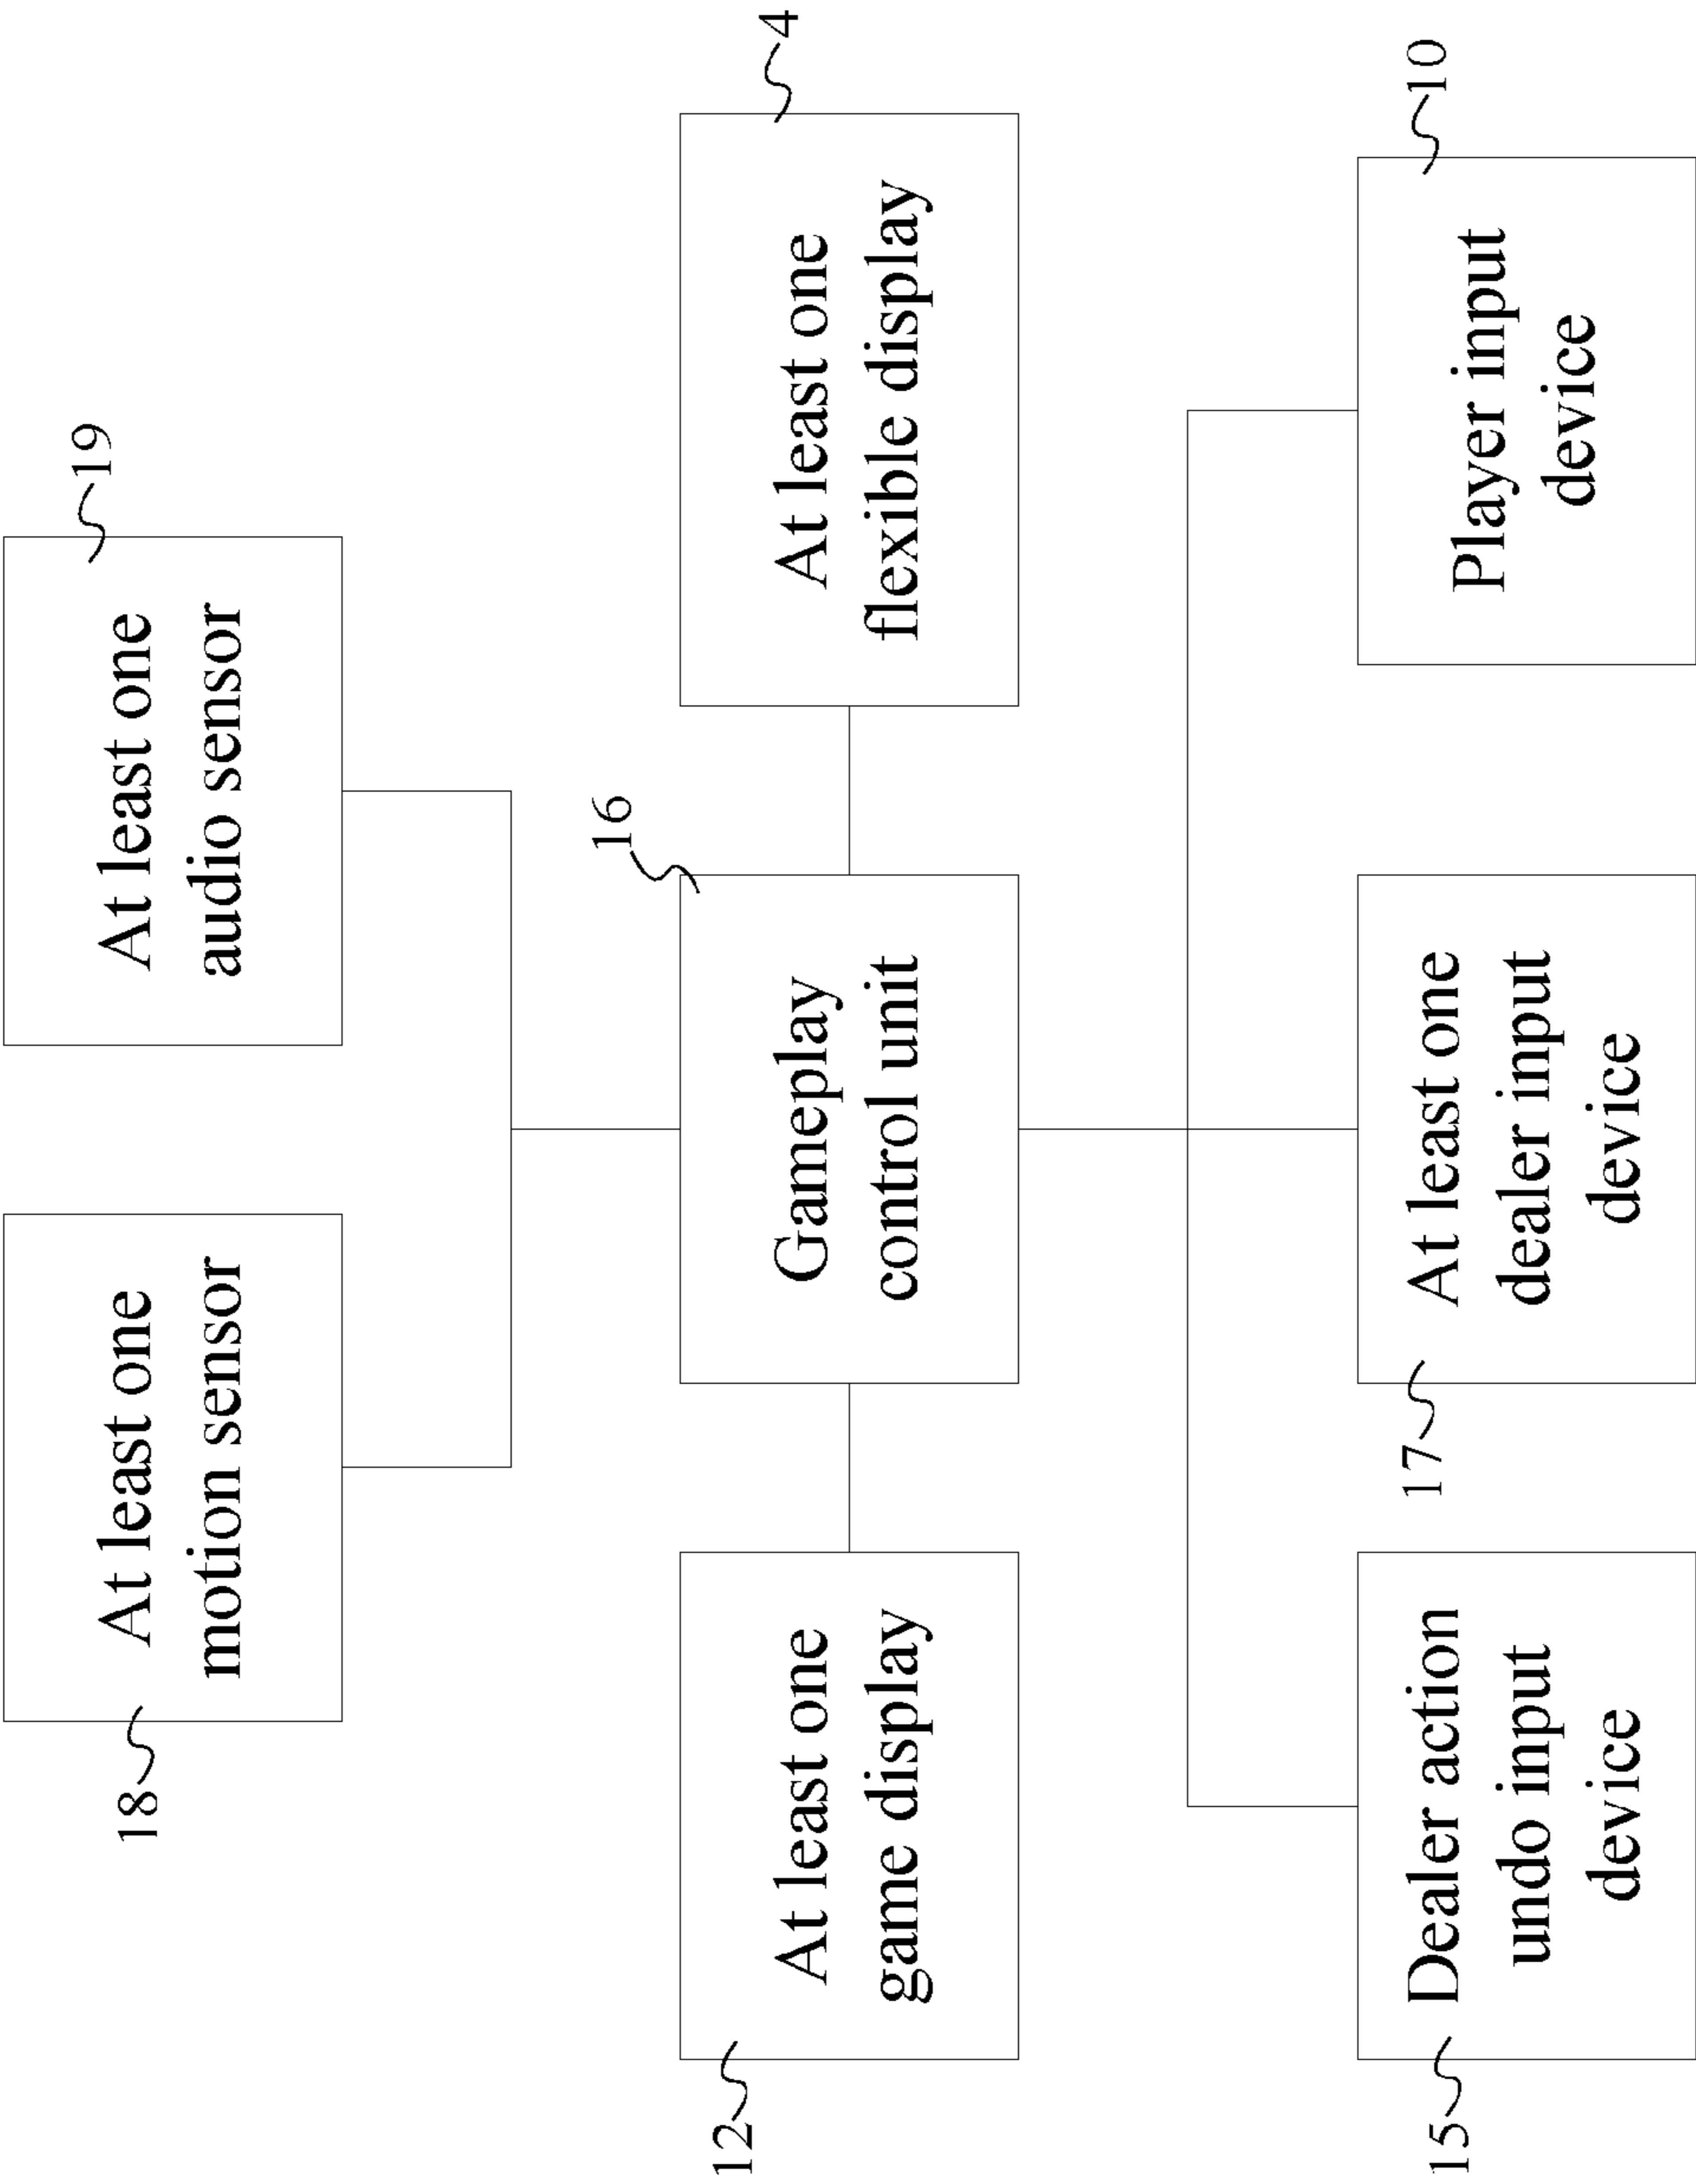 18
At least one
motion sensor
At least one
audio sensor
19
12
At least one
game display
16
Gameplay
control unit
At least one
flexible display
4
15
Dealer action
undo input
device
17
At least one
dealer input
device
Player input
device
10